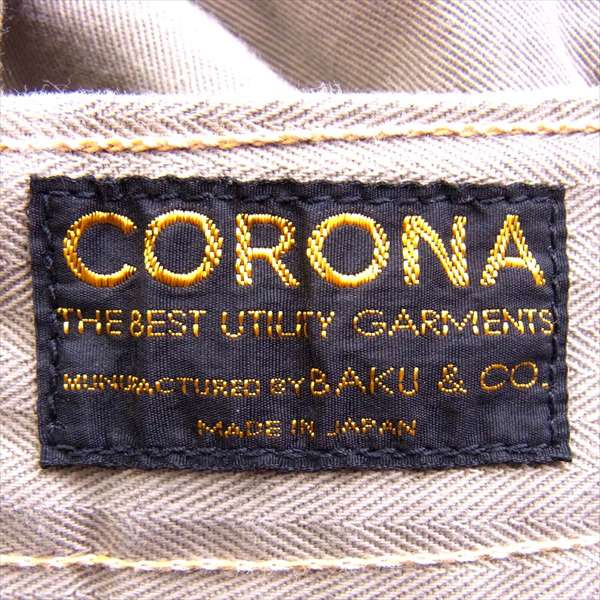 CORONA
THE BEST UTILITY GARMENTS
MUNUFACTURED BY BAKU & CO.
MADE IN JAPAN